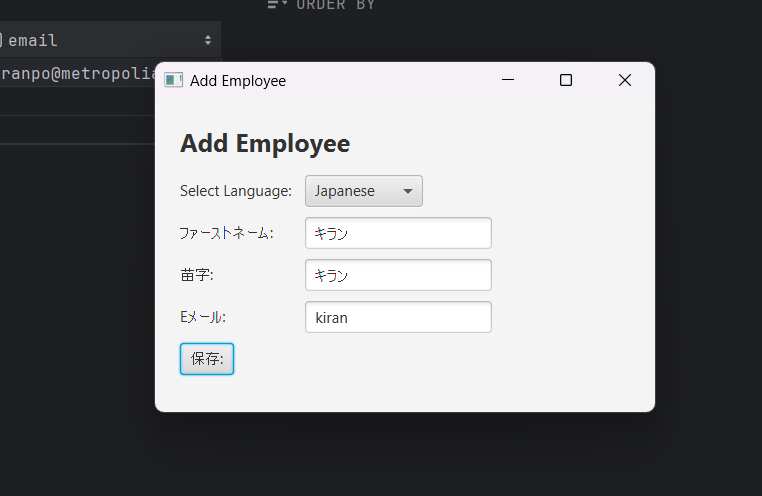 ORDER BY
email
ranpo@metropolia
Add Employee
Add Employee
Select Language: Japanese
ファーストネーム: キラン
苗字: キラン
Eメール: kiran
保存: